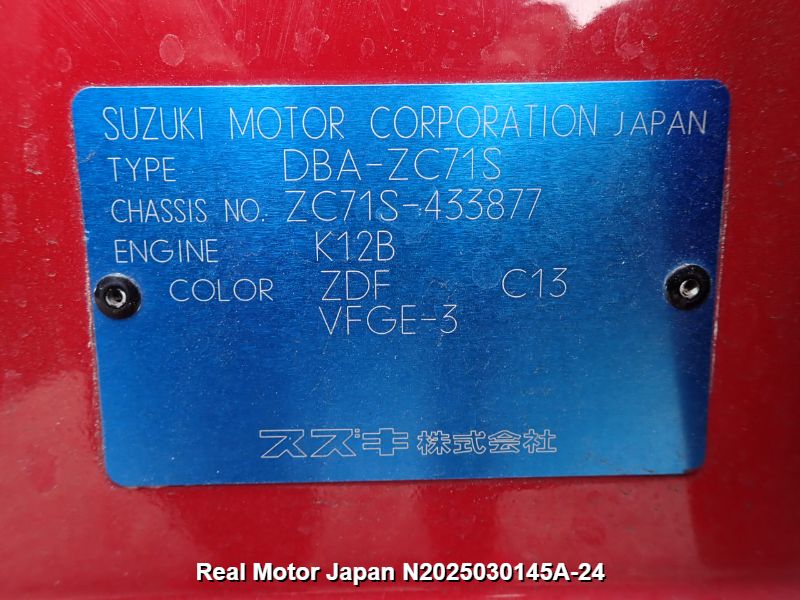 SUZUKI MOTOR CORPORATION JAPAN
TYPE DBA-ZC71S
CHASSIS NO. ZC71S-433877
ENGINE K12B
COLOR ZDF C13
VFGE-3
スズキ株式会社
Real Motor Japan N2025030145A-24